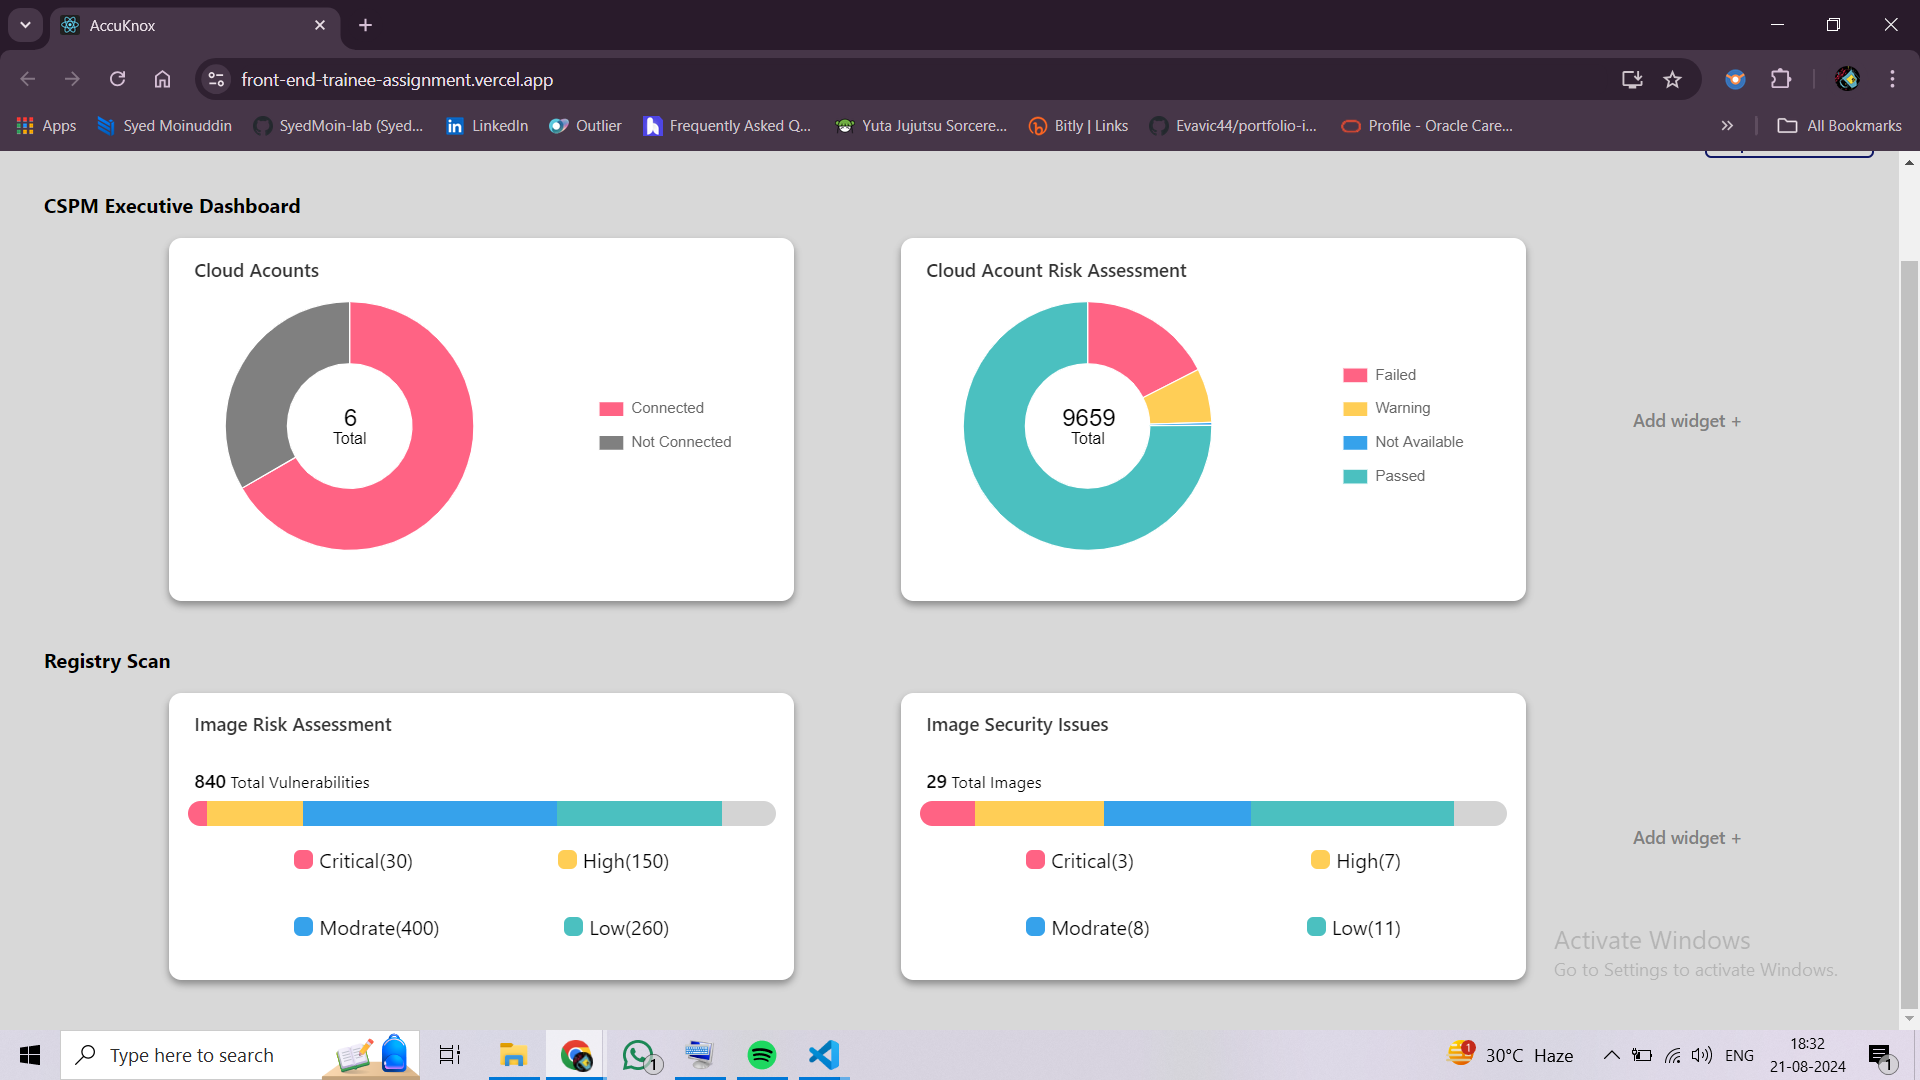 AccuKnox
front-end-trainee-assignment.vercel.app
Apps
Syed Moinuddin
SyedMoin-lab (Syed...
LinkedIn
Outlier
Frequently Asked Q...
Yuta Jujutsu Sorcere...
Bitly | Links
Evavic44/portfolio-i...
Profile - Oracle Care...
All Bookmarks
CSPM Executive Dashboard
Cloud Acounts
6
Total
Connected
Not Connected
Cloud Acount Risk Assessment
9659
Total
Failed
Warning
Not Available
Passed
Add widget +
Registry Scan
Image Risk Assessment
840 Total Vulnerabilities
Critical(30)
High(150)
Modrate(400)
Low(260)
Image Security Issues
29 Total Images
Critical(3)
High(7)
Modrate(8)
Low(11)
Add widget +
Activate Windows
Go to Settings to activate Windows.
Type here to search
1
1
30°C Haze
ENG
18:32
21-08-2024
1